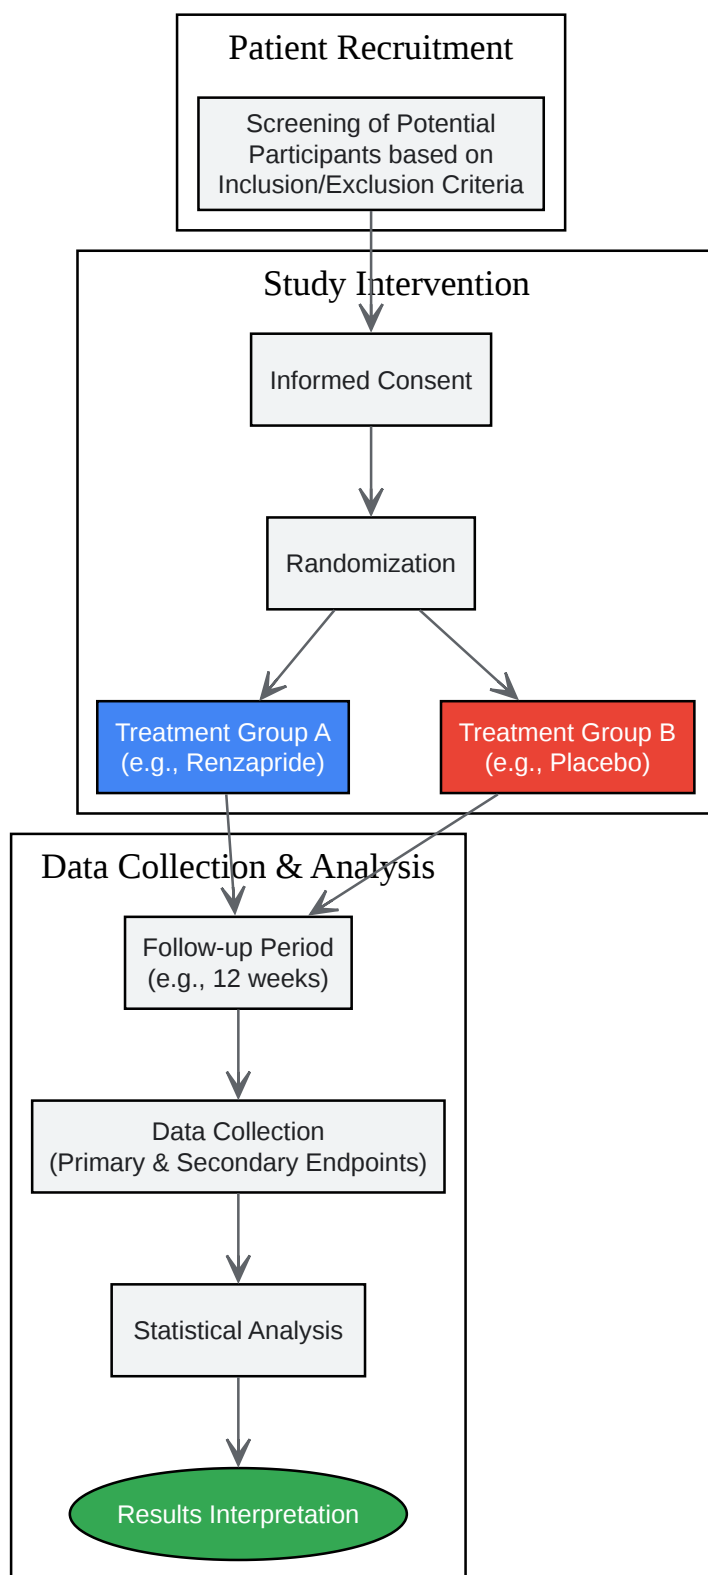 Patient Recruitment
Screening of Potential
Participants based on
Inclusion/Exclusion Criteria
Study Intervention
Informed Consent
Randomization
Treatment Group A
(e.g., Renzapride)
Treatment Group B
(e.g., Placebo)
Data Collection & Analysis
Follow-up Period
(e.g., 12 weeks)
Data Collection
(Primary & Secondary Endpoints)
Statistical Analysis
Results Interpretation